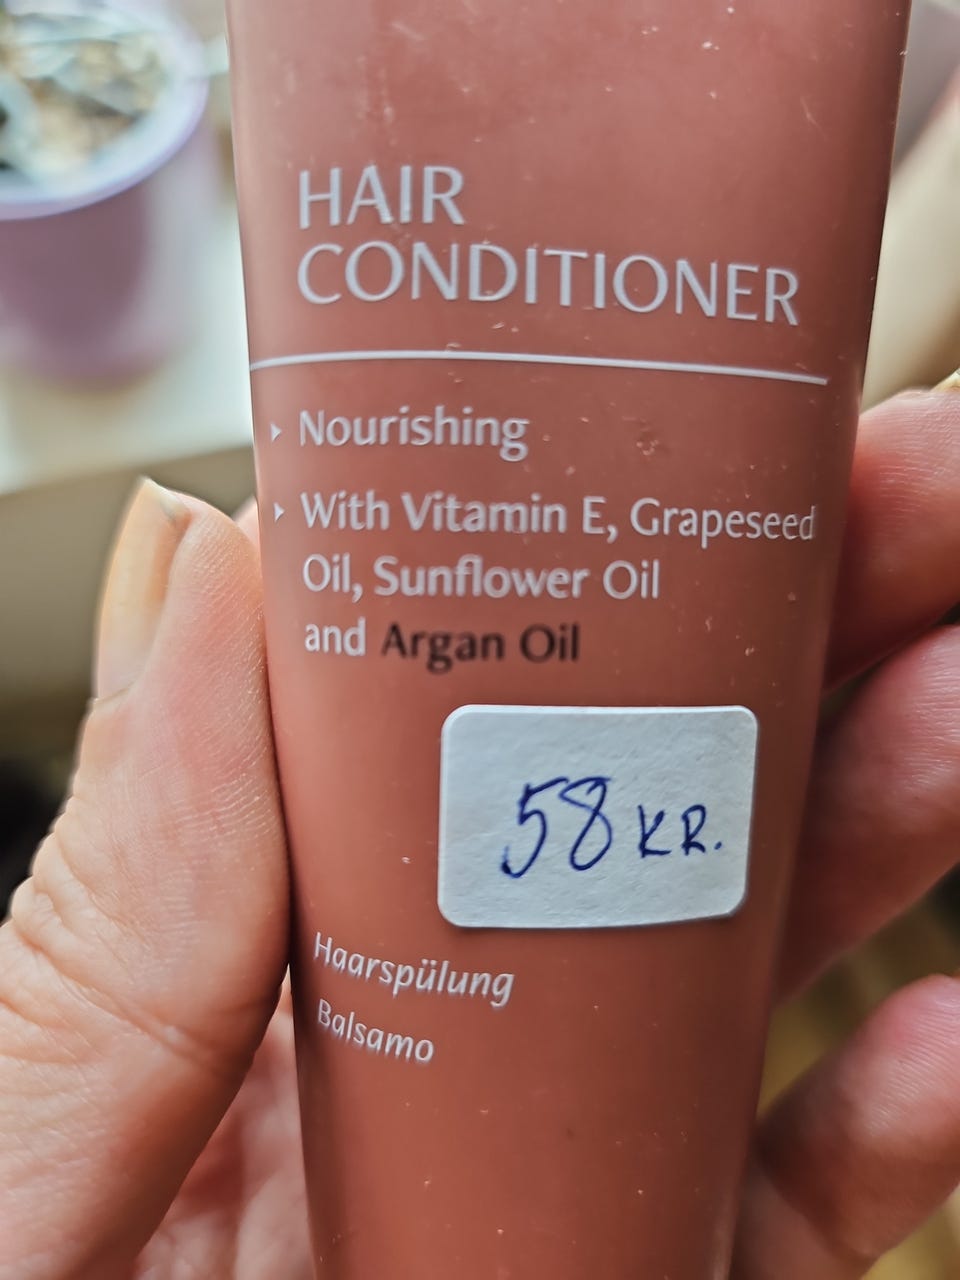 HAIR
CONDITIONER
Nourishing
With Vitamin E, Grapeseed
Oil, Sunflower Oil
and Argan Oil
58 KR.
Haarspülung
Balsamo